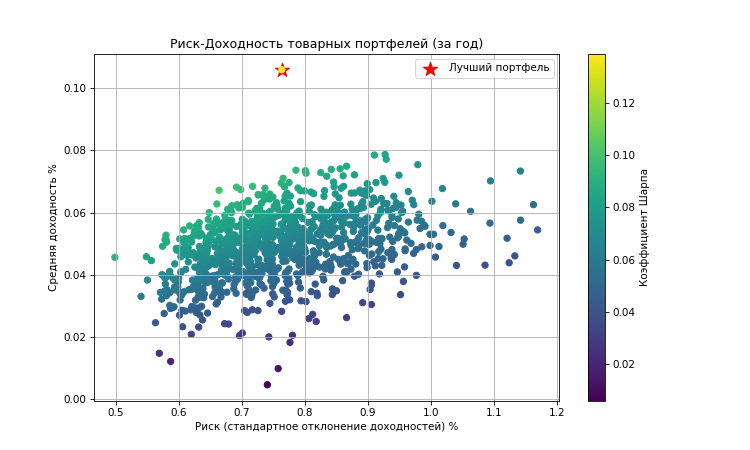 Риск-Доходность товарных портфелей (за год)
Лучший портфель
Средняя доходность %
0.10
0.08
0.06
0.04
0.02
0.00
0.5 0.6 0.7 0.8 0.9 1.0 1.1 1.2
Риск (стандартное отклонение доходностей) %
0.12
0.10
0.08
0.06
0.04
0.02
Коэффициент Шарпа